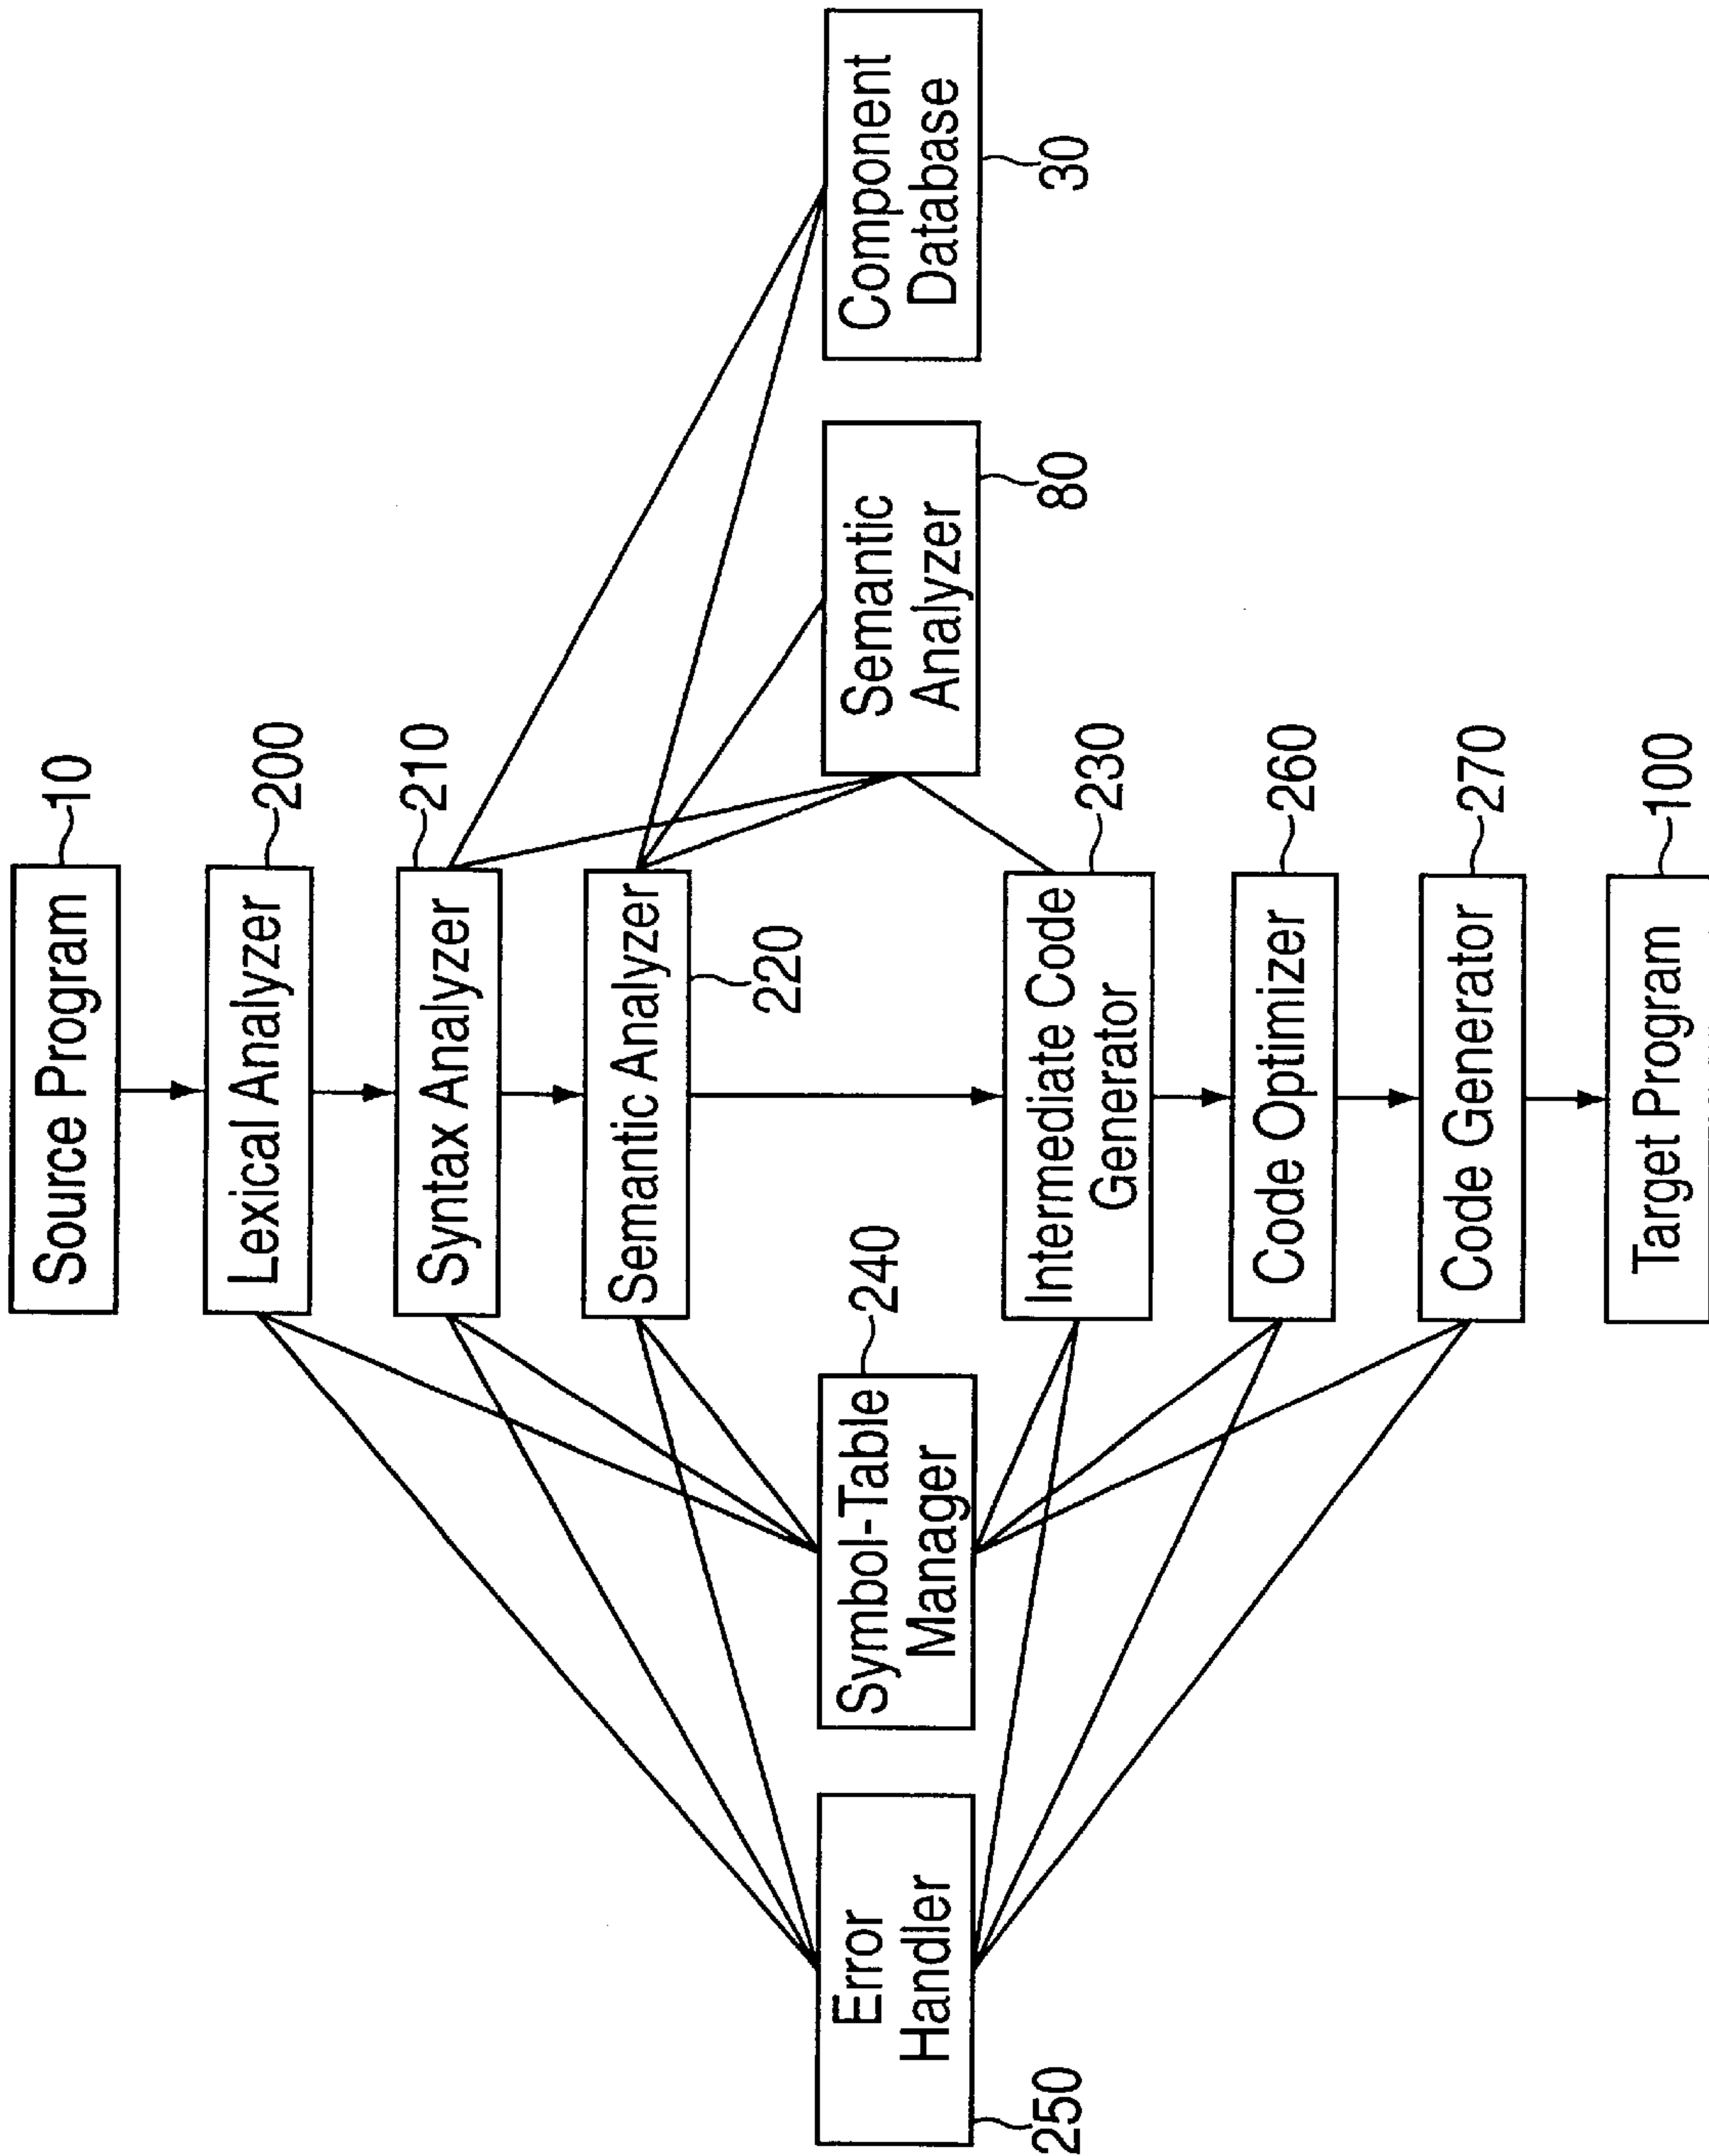 Source Program
10
Lexical Analyzer
200
Syntax Analyzer
210
Semantic Analyzer
220
Error
Handler
250
Symbol-Table
Manager
240
Semantic
Analyzer
80
Component
Database
30
Intermediate Code
Generator
230
Code Optimizer
260
Code Generator
270
Target Program
100